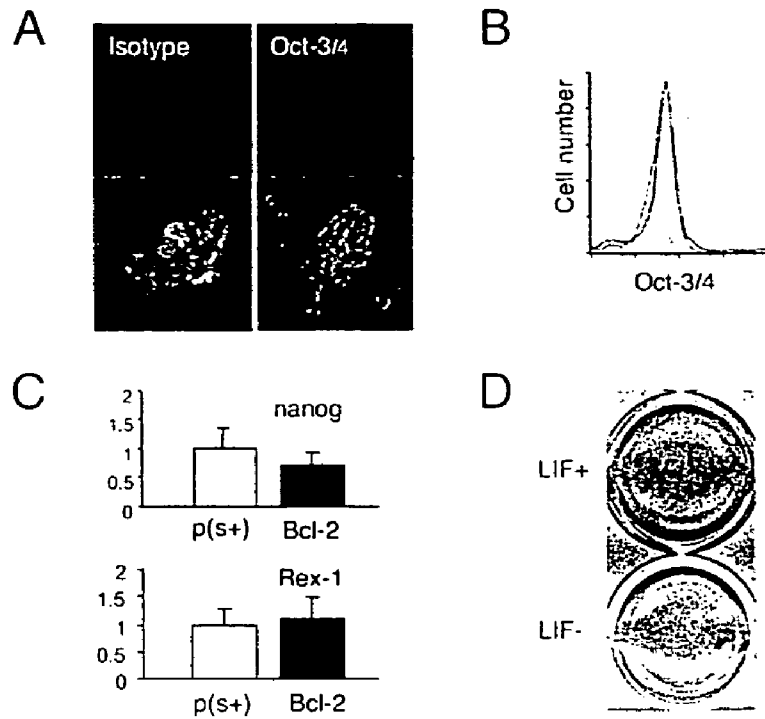 A
Isotype
Oct-3/4
B
Cell number
Oct-3/4
C
2
1.5
1
0.5
0
nanog
p(s+)
Bcl-2
2
1.5
1
0.5
0
Rex-1
p(s+)
Bcl-2
D
LIF+
LIF-